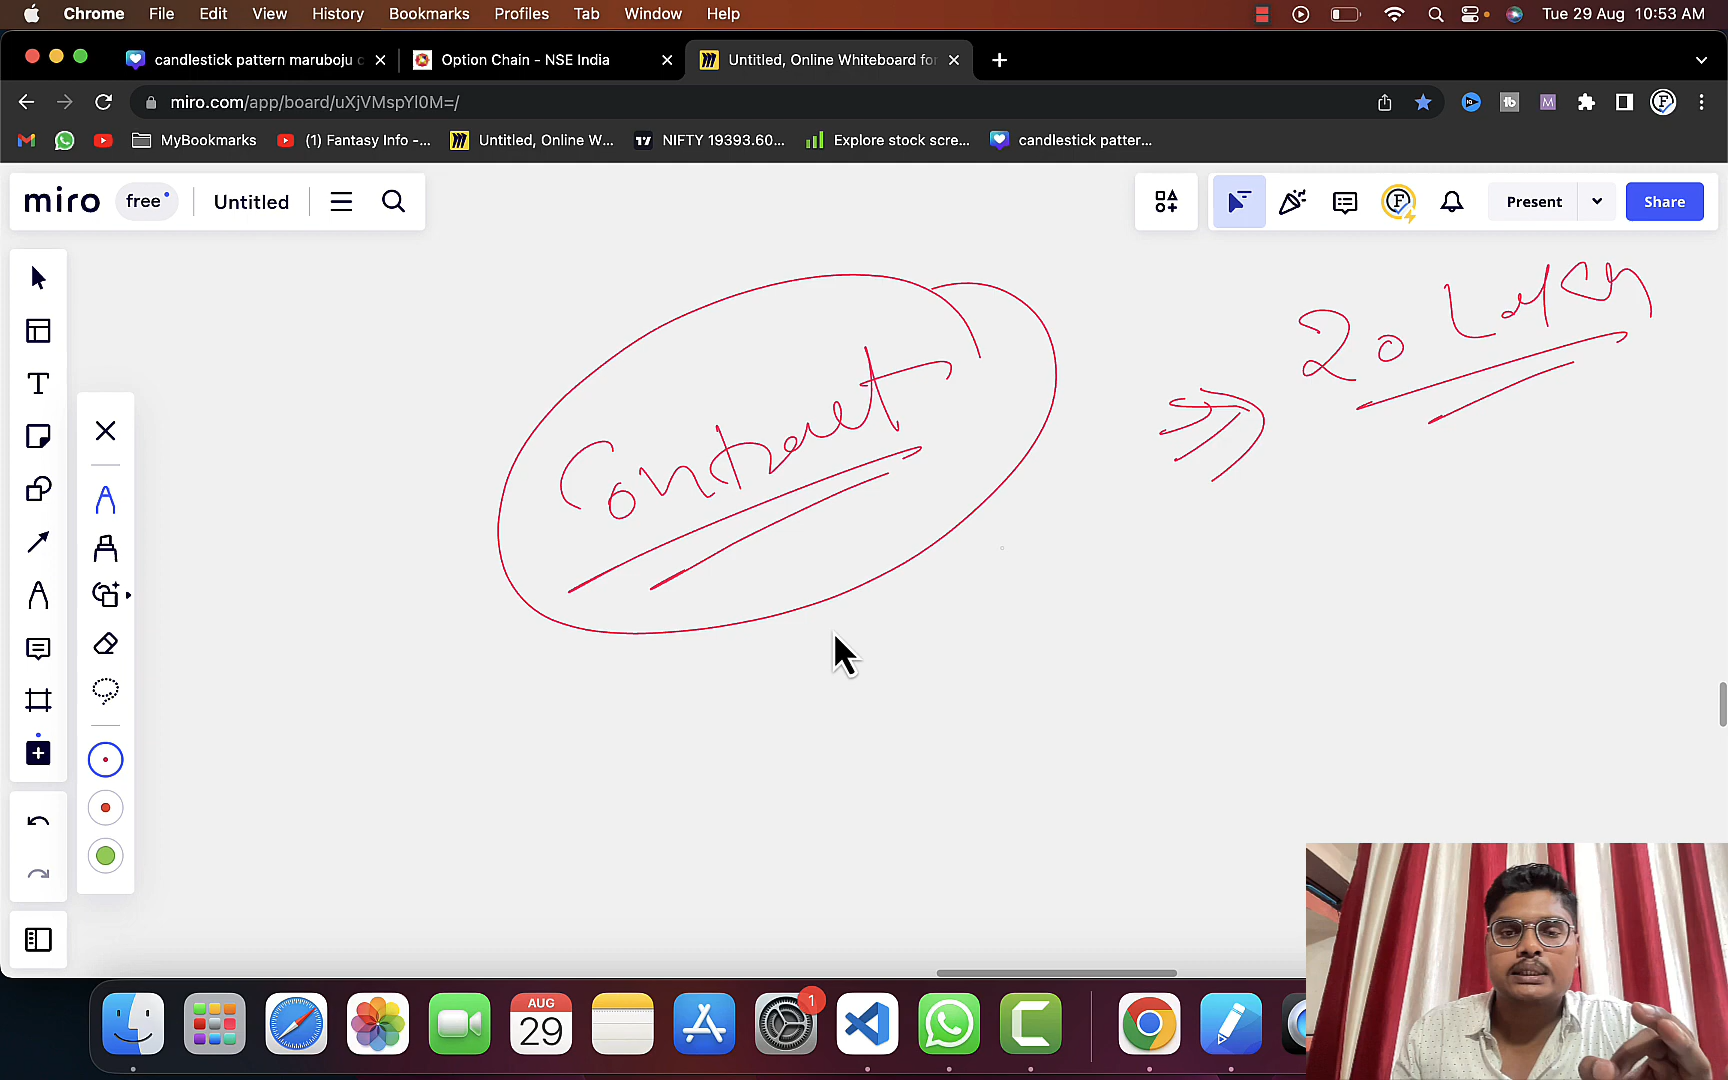 Chrome File Edit View History Bookmarks Profiles Tab Window Help Tue 29 Aug 10:53 AM
candlestick pattern maruboju c Option Chain - NSE India Untitled, Online Whiteboard for
miro.com/app/board/uXjVMspYl0M=/
MyBookmarks (1) Fantasy Info -... Untitled, Online W... NIFTY 19393.60... Explore stock scre... candlestick patter...
miro free Untitled Present Share
20
Contract
1
AUG
29